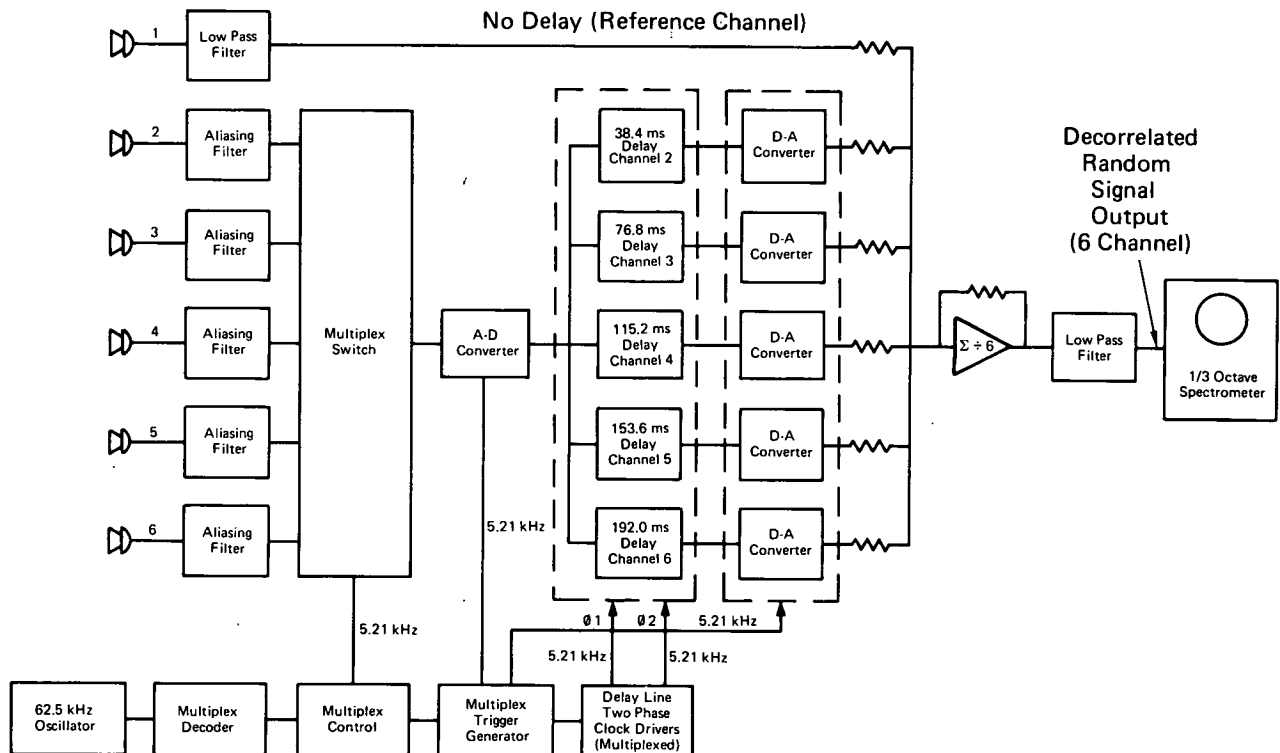 No Delay (Reference Channel)
1
Low Pass
Filter
2
Aliasing
Filter
3
Aliasing
Filter
4
Aliasing
Filter
5
Aliasing
Filter
6
Aliasing
Filter
Multiplex
Switch
A-D
Converter
38.4 ms
Delay
Channel 2
76.8 ms
Delay
Channel 3
115.2 ms
Delay
Channel 4
153.6 ms
Delay
Channel 5
192.0 ms
Delay
Channel 6
D-A
Converter
D-A
Converter
D-A
Converter
D-A
Converter
D-A
Converter
Σ ÷ 6
Low Pass
Filter
Decorrelated
Random
Signal
Output
(6 Channel)
1/3 Octave
Spectrometer
5.21 kHz
5.21 kHz
Ø 1
Ø 2
5.21 kHz
5.21 kHz
5.21 kHz
62.5 kHz
Oscillator
Multiplex
Decoder
Multiplex
Control
Multiplex
Trigger
Generator
Delay Line
Two Phase
Clock Drivers
(Multiplexed)